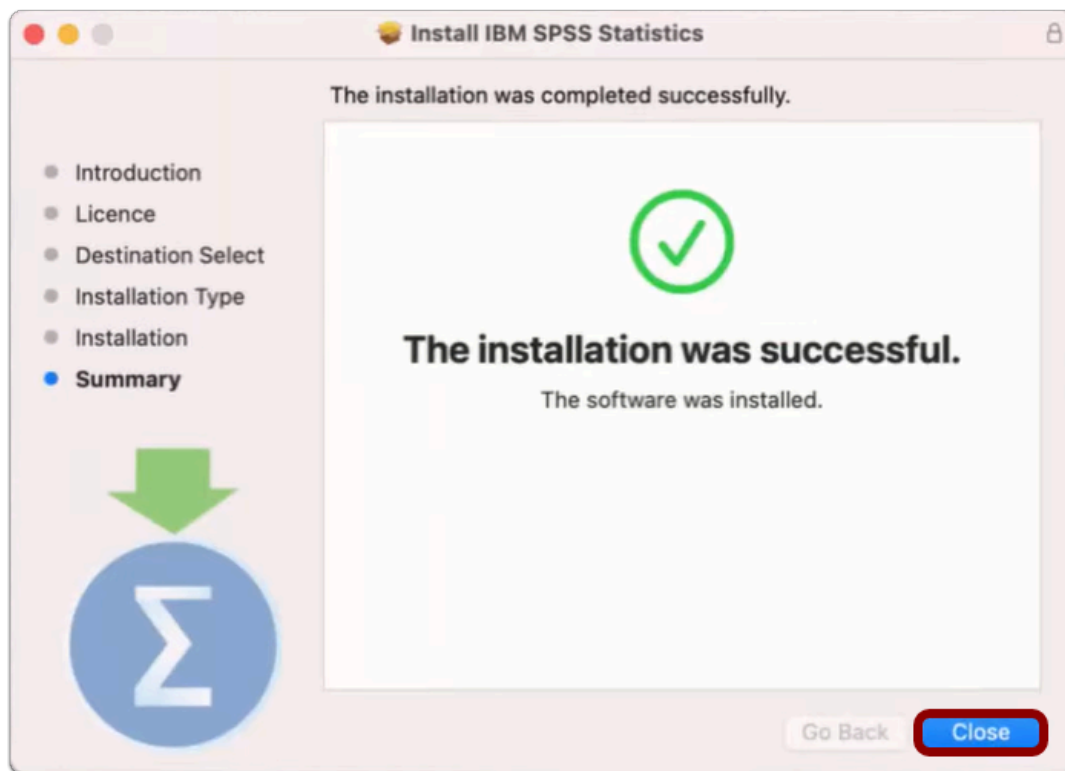 Install IBM SPSS Statistics
The installation was completed successfully.
Introduction
Licence
Destination Select
Installation Type
Installation
Summary
The installation was successful.
The software was installed.
Σ
Go Back
Close